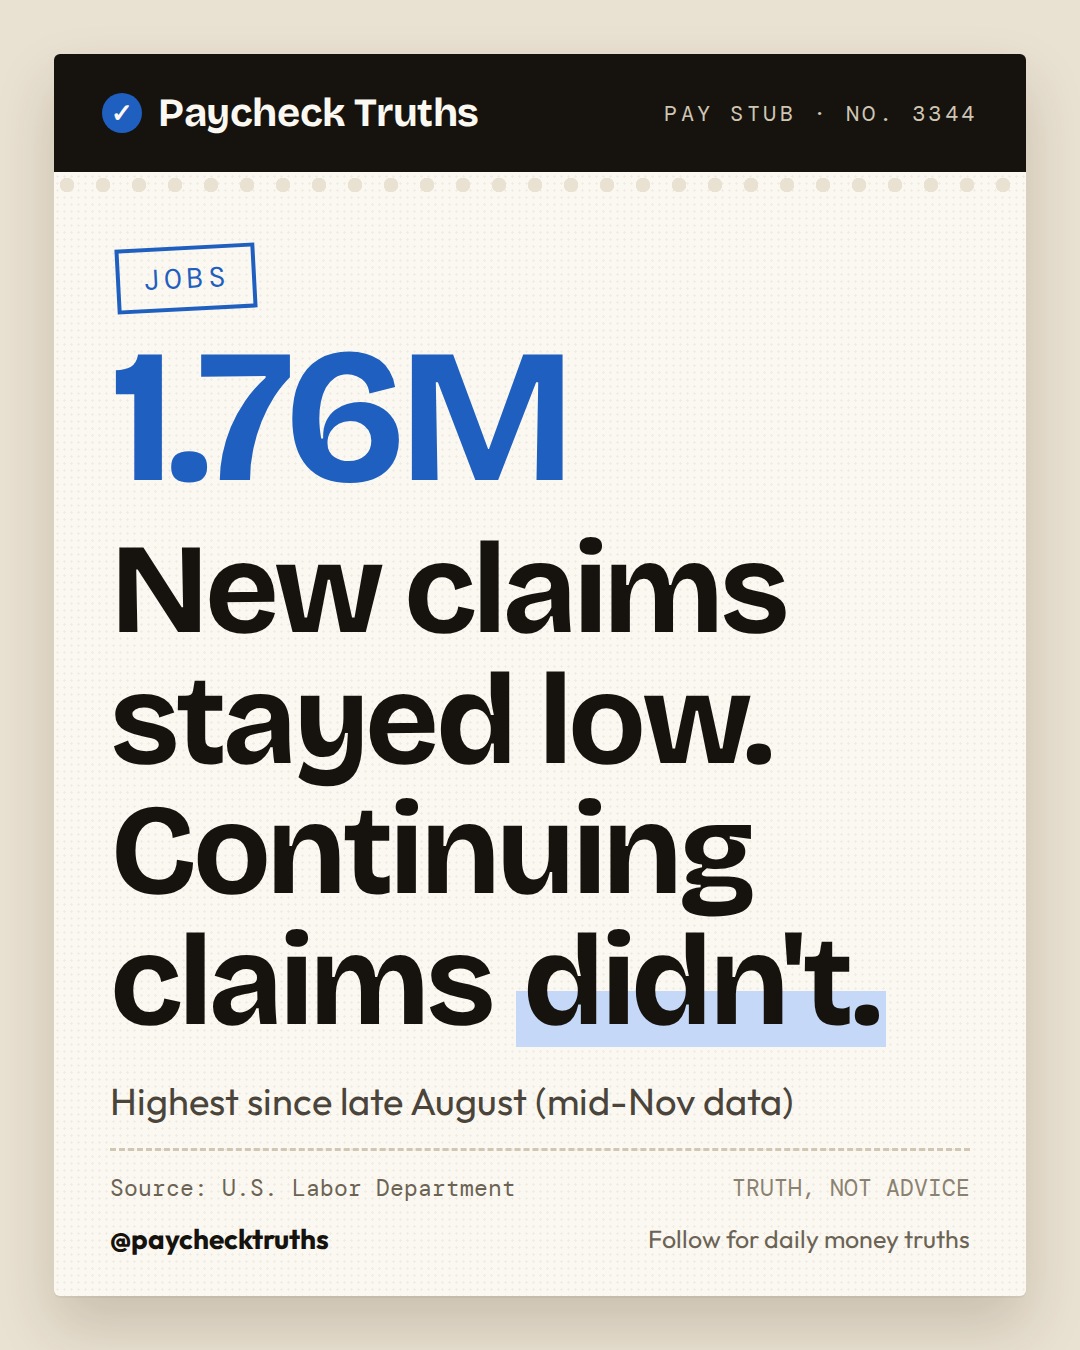 ✓ Paycheck Truths
PAY STUB · NO. 3344
JOBS
1.76M
New claims
stayed low.
Continuing
claims didn't.
Highest since late August (mid-Nov data)
Source: U.S. Labor Department
TRUTH, NOT ADVICE
@paychecktruths
Follow for daily money truths